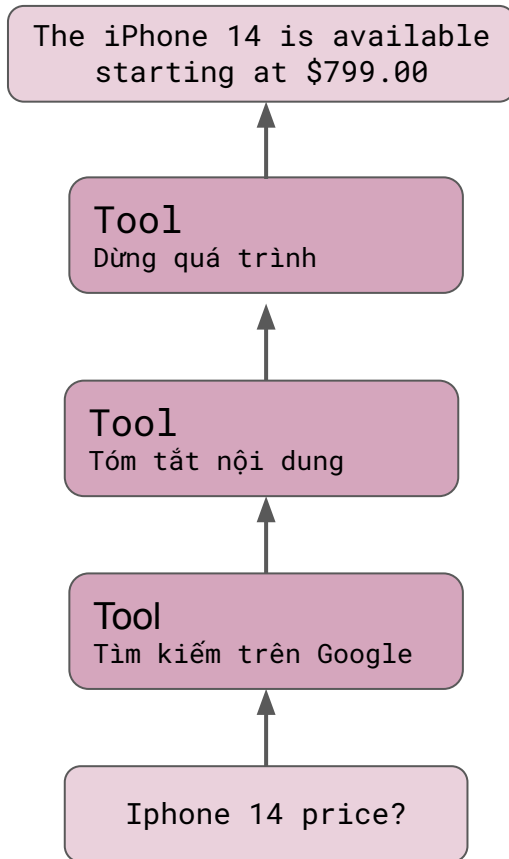 The iPhone 14 is available
starting at $799.00
Tool
Dừng quá trình
Tool
Tóm tắt nội dung
Tool
Tìm kiếm trên Google
Iphone 14 price?